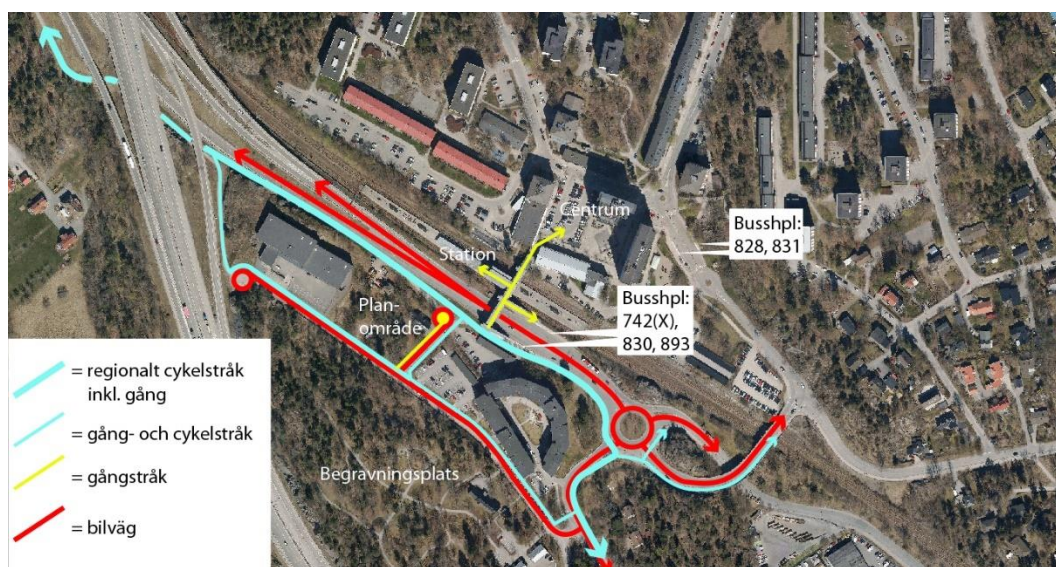 Centrum
Station
Busshpl:
828, 831
Busshpl:
742(X),
830, 893
Plan-
område
Begravningsplats
= regionalt cykelstråk
inkl. gång
= gång- och cykelstråk
= gångstråk
= bilväg